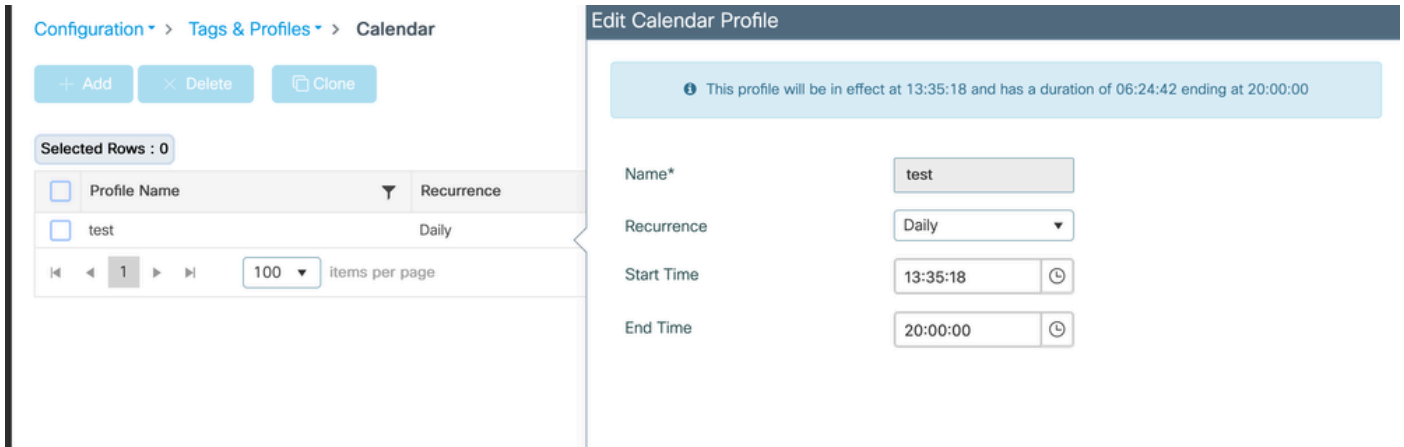 Configuration > Tags & Profiles > Calendar
+ Add
× Delete
Clone
Selected Rows : 0
Profile Name
Recurrence
test
Daily
1
100
items per page
Edit Calendar Profile
This profile will be in effect at 13:35:18 and has a duration of 06:24:42 ending at 20:00:00
Name*
test
Recurrence
Daily
Start Time
13:35:18
End Time
20:00:00